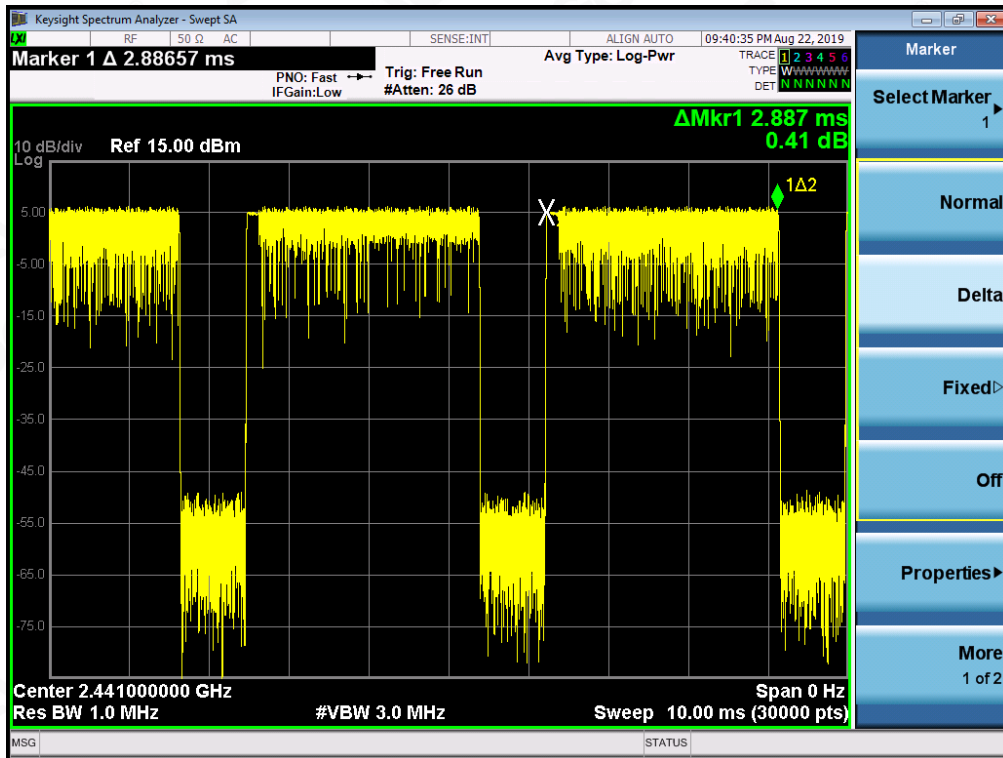 Keysight Spectrum Analyzer - Swept SA
LXI RF 50 Ω AC SENSE:INT ALIGN AUTO 09:40:35 PM Aug 22, 2019
Marker 1 Δ 2.88657 ms
PNO: Fast
IFGain:Low
Trig: Free Run
#Atten: 26 dB
Avg Type: Log-Pwr
TRACE 1 2 3 4 5 6
TYPE WWWWWW
DET N N N N N N
ΔMkr1 2.887 ms
0.41 dB
10 dB/div Ref 15.00 dBm
Log
1Δ2
5.00
-5.00
-15.0
-25.0
-35.0
-45.0
-55.0
-65.0
-75.0
Center 2.441000000 GHz Span 0 Hz
Res BW 1.0 MHz #VBW 3.0 MHz Sweep 10.00 ms (30000 pts)
MSG STATUS
Marker
Select Marker
1
Normal
Delta
Fixed
Off
Properties
More
1 of 2